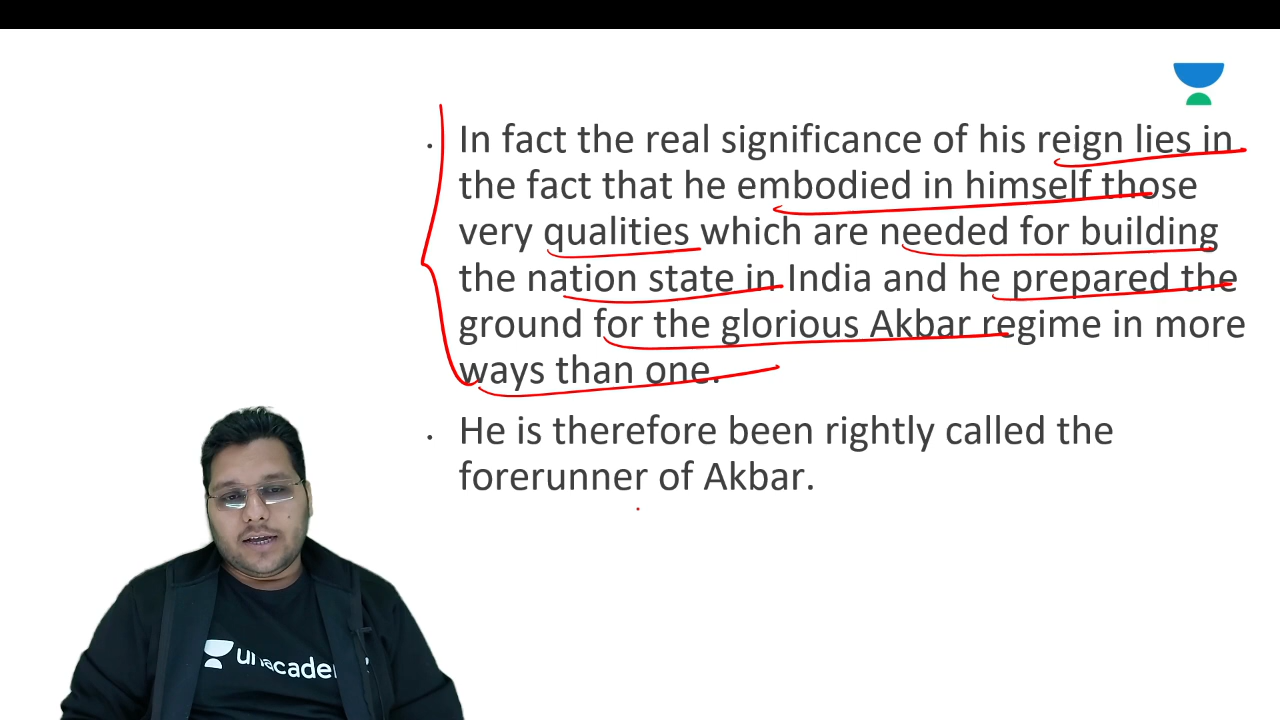 In fact the real significance of his reign lies in
the fact that he embodied in himself those
very qualities which are needed for building
the nation state in India and he prepared the
ground for the glorious Akbar regime in more
ways than one.
He is therefore been rightly called the
forerunner of Akbar.